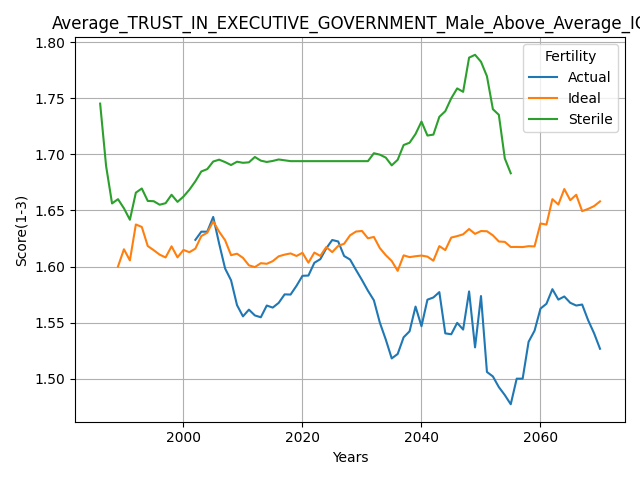 Average_TRUST_IN_EXECUTIVE_GOVERNMENT_Male_Above_Average_IQ
Fertility
Actual
Ideal
Sterile
Score(1-3)
1.80
1.75
1.70
1.65
1.60
1.55
1.50
2000
2020
2040
2060
Years